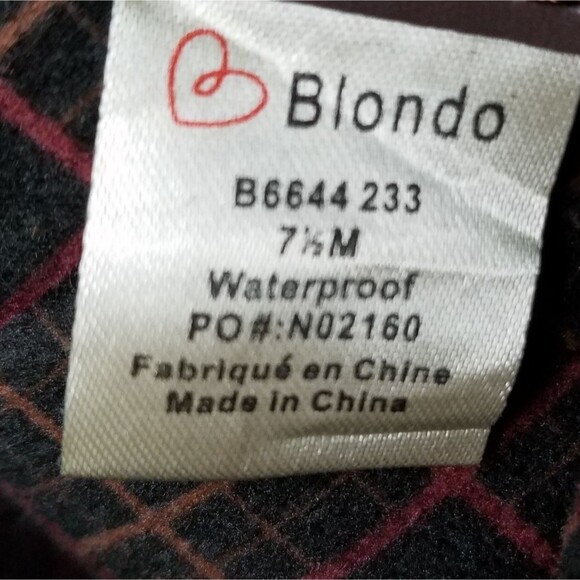 Blondo
B6644 233
7½M
Waterproof
PO#:N02160
Fabriqué en Chine
Made in China